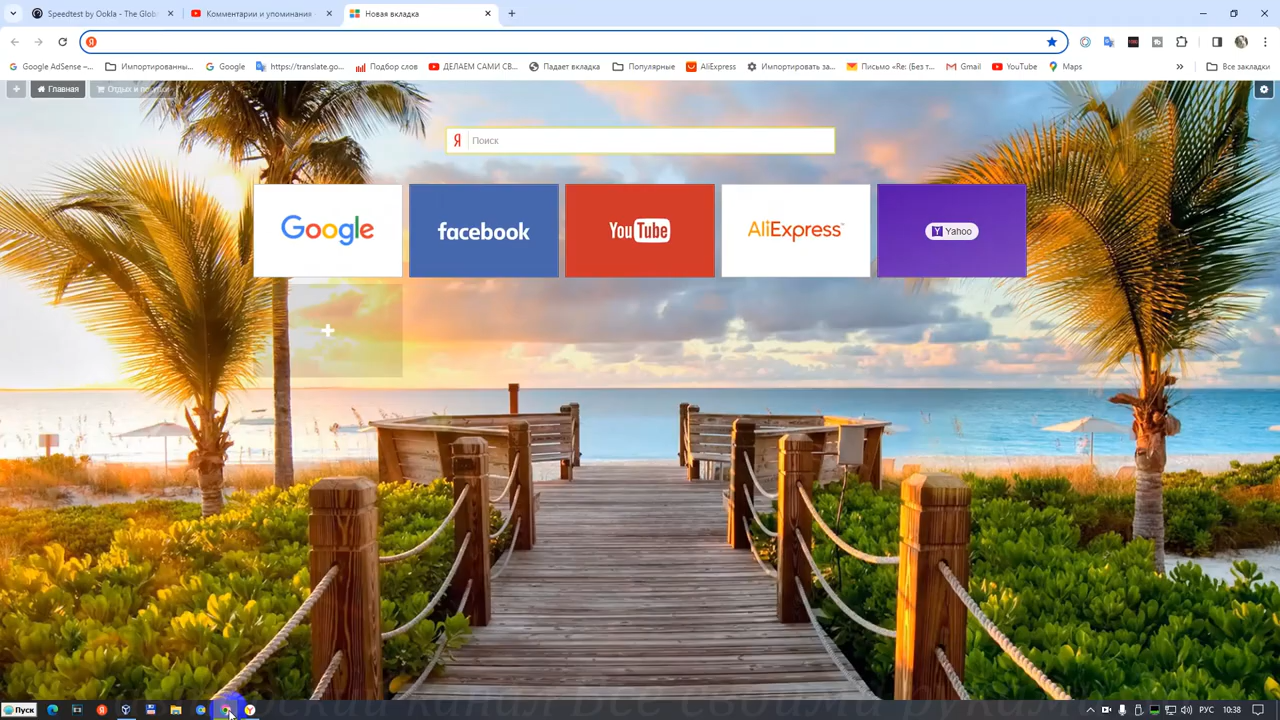 Speedtest by Ookla - The Glob
Комментарии и упоминания
Новая вкладка
Google AdSense –...
Импортированны...
Google
https://translate.go...
Подбор слов
ДЕЛАЕМ САМИ СВ...
Падает вкладка
Популярные
AliExpress
Импортировать за...
Письмо «Re: (Без т...
Gmail
YouTube
Maps
»
Все закладки
Главная
Отдых и покупки
Я Поиск
Google
facebook
YouTube
AliExpress
Y Yahoo
Пуск
РУС
10:38